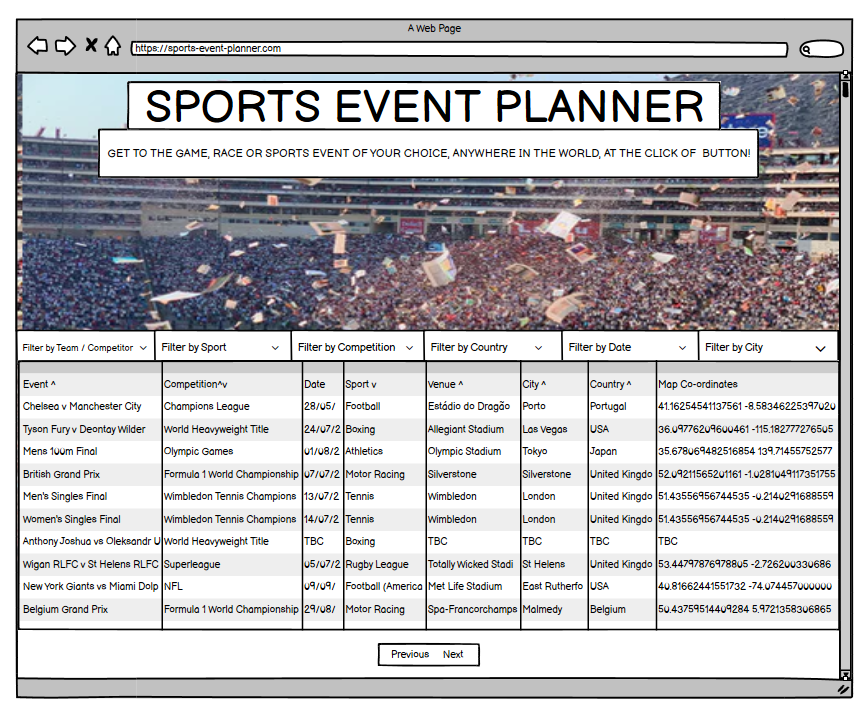 A Web Page
https://sports-event-planner.com
SPORTS EVENT PLANNER
GET TO THE GAME, RACE OR SPORTS EVENT OF YOUR CHOICE, ANYWHERE IN THE WORLD, AT THE CLICK OF BUTTON!
Filter by Team / Competitor Filter by Sport Filter by Competition Filter by Country Filter by Date Filter by City
Event ^ Competition^v Date Sport v Venue ^ City ^ Country ^ Map Co-ordinates
Chelsea v Manchester City Champions League 28/05/ Football Estádio do Dragão Porto Portugal 41.16254541137561 -8.58346225397020
Tyson Fury v Deontay Wilder World Heavyweight Title 24/07/2 Boxing Allegiant Stadium Las Vegas USA 36.09776209600461 -115.182777276505
Mens 100m Final Olympic Games 01/08/2 Athletics Olympic Stadium Tokyo Japan 35.678069482516854 139.71455752577
British Grand Prix Formula 1 World Championship 07/07/2 Motor Racing Silverstone Silverstone United Kingdo 52.09211565201161 -1.0281049117351755
Men's Singles Final Wimbledon Tennis Champions 13/07/2 Tennis Wimbledon London United Kingdo 51.43556956744535 -0.2140291688559
Women's Singles Final Wimbledon Tennis Champions 14/07/2 Tennis Wimbledon London United Kingdo 51.43556956744535 -0.2140291688559
Anthony Joshua vs Oleksandr U World Heavyweight Title TBC Boxing TBC TBC TBC TBC
Wigan RLFC v St Helens RLFC Superleague 05/07/2 Rugby League Totally Wicked Stadi St Helens United Kingdo 53.44797876978805 -2.726200330686
New York Giants vs Miami Dolp NFL 09/09/ Football (America Met Life Stadium East Rutherfo USA 40.81662441551732 -74.074457000000
Belgium Grand Prix Formula 1 World Championship 29/08/ Motor Racing Spa-Francorchamps Malmedy Belgium 50.43759514409284 5.9721358306865
Previous Next